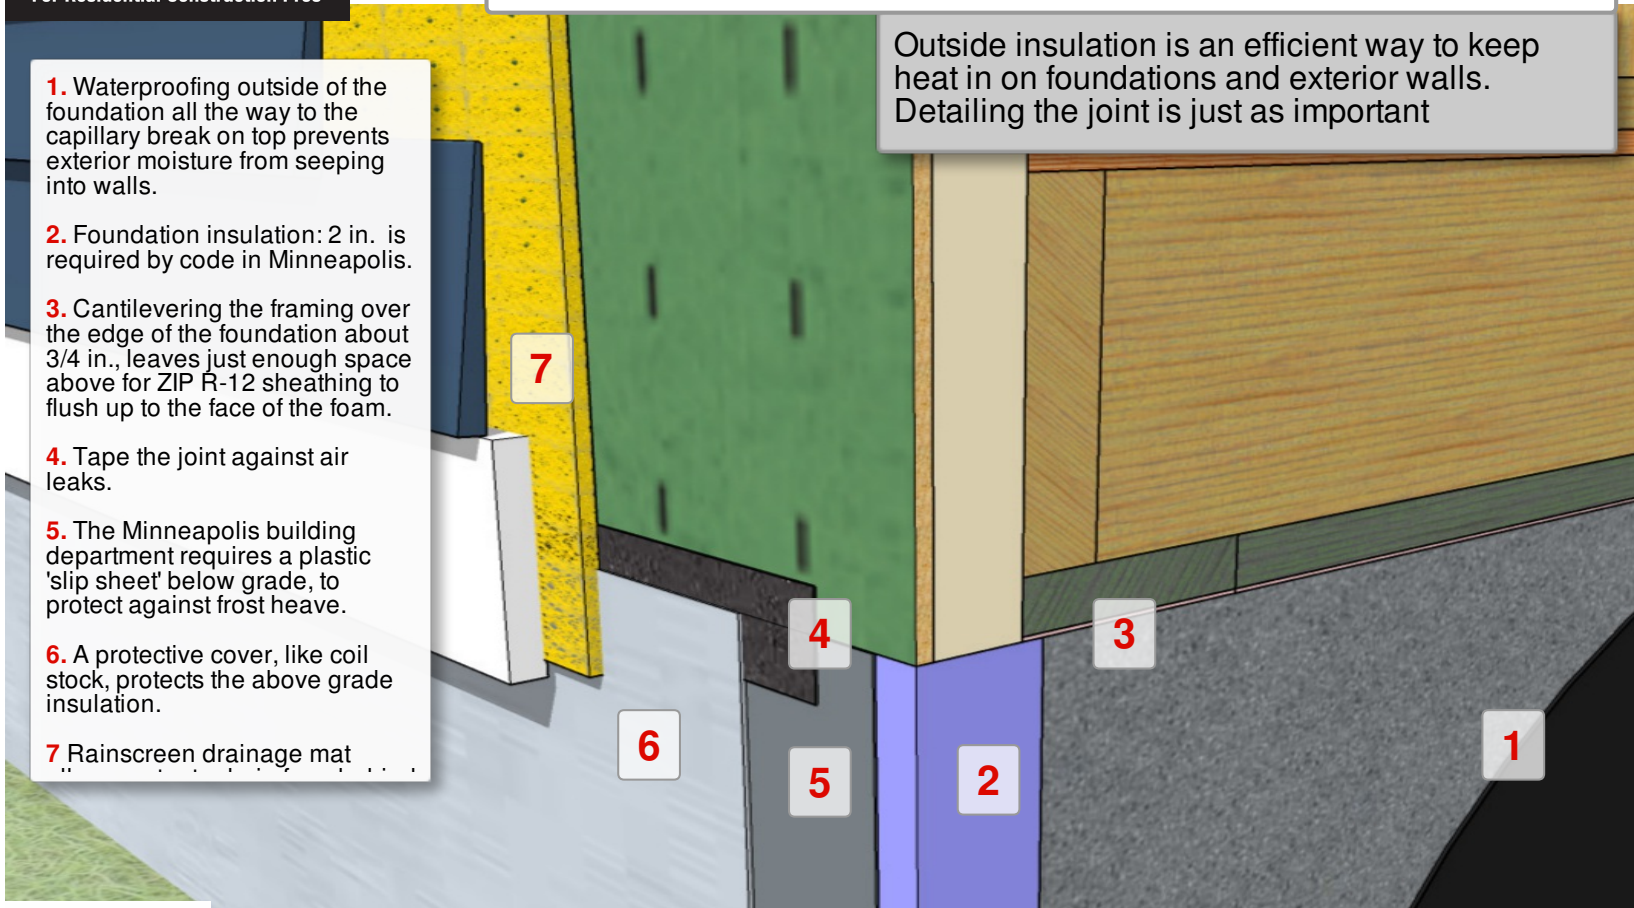 For Residential Construction Pros
Outside insulation is an efficient way to keep
heat in on foundations and exterior walls.
Detailing the joint is just as important
1. Waterproofing outside of the
foundation all the way to the
capillary break on top prevents
exterior moisture from seeping
into walls.
2. Foundation insulation: 2 in. is
required by code in Minneapolis.
3. Cantilevering the framing over
the edge of the foundation about
3/4 in., leaves just enough space
above for ZIP R-12 sheathing to
flush up to the face of the foam.
4. Tape the joint against air
leaks.
5. The Minneapolis building
department requires a plastic
'slip sheet' below grade, to
protect against frost heave.
6. A protective cover, like coil
stock, protects the above grade
insulation.
7 Rainscreen drainage mat
7
4
3
6
5
2
1